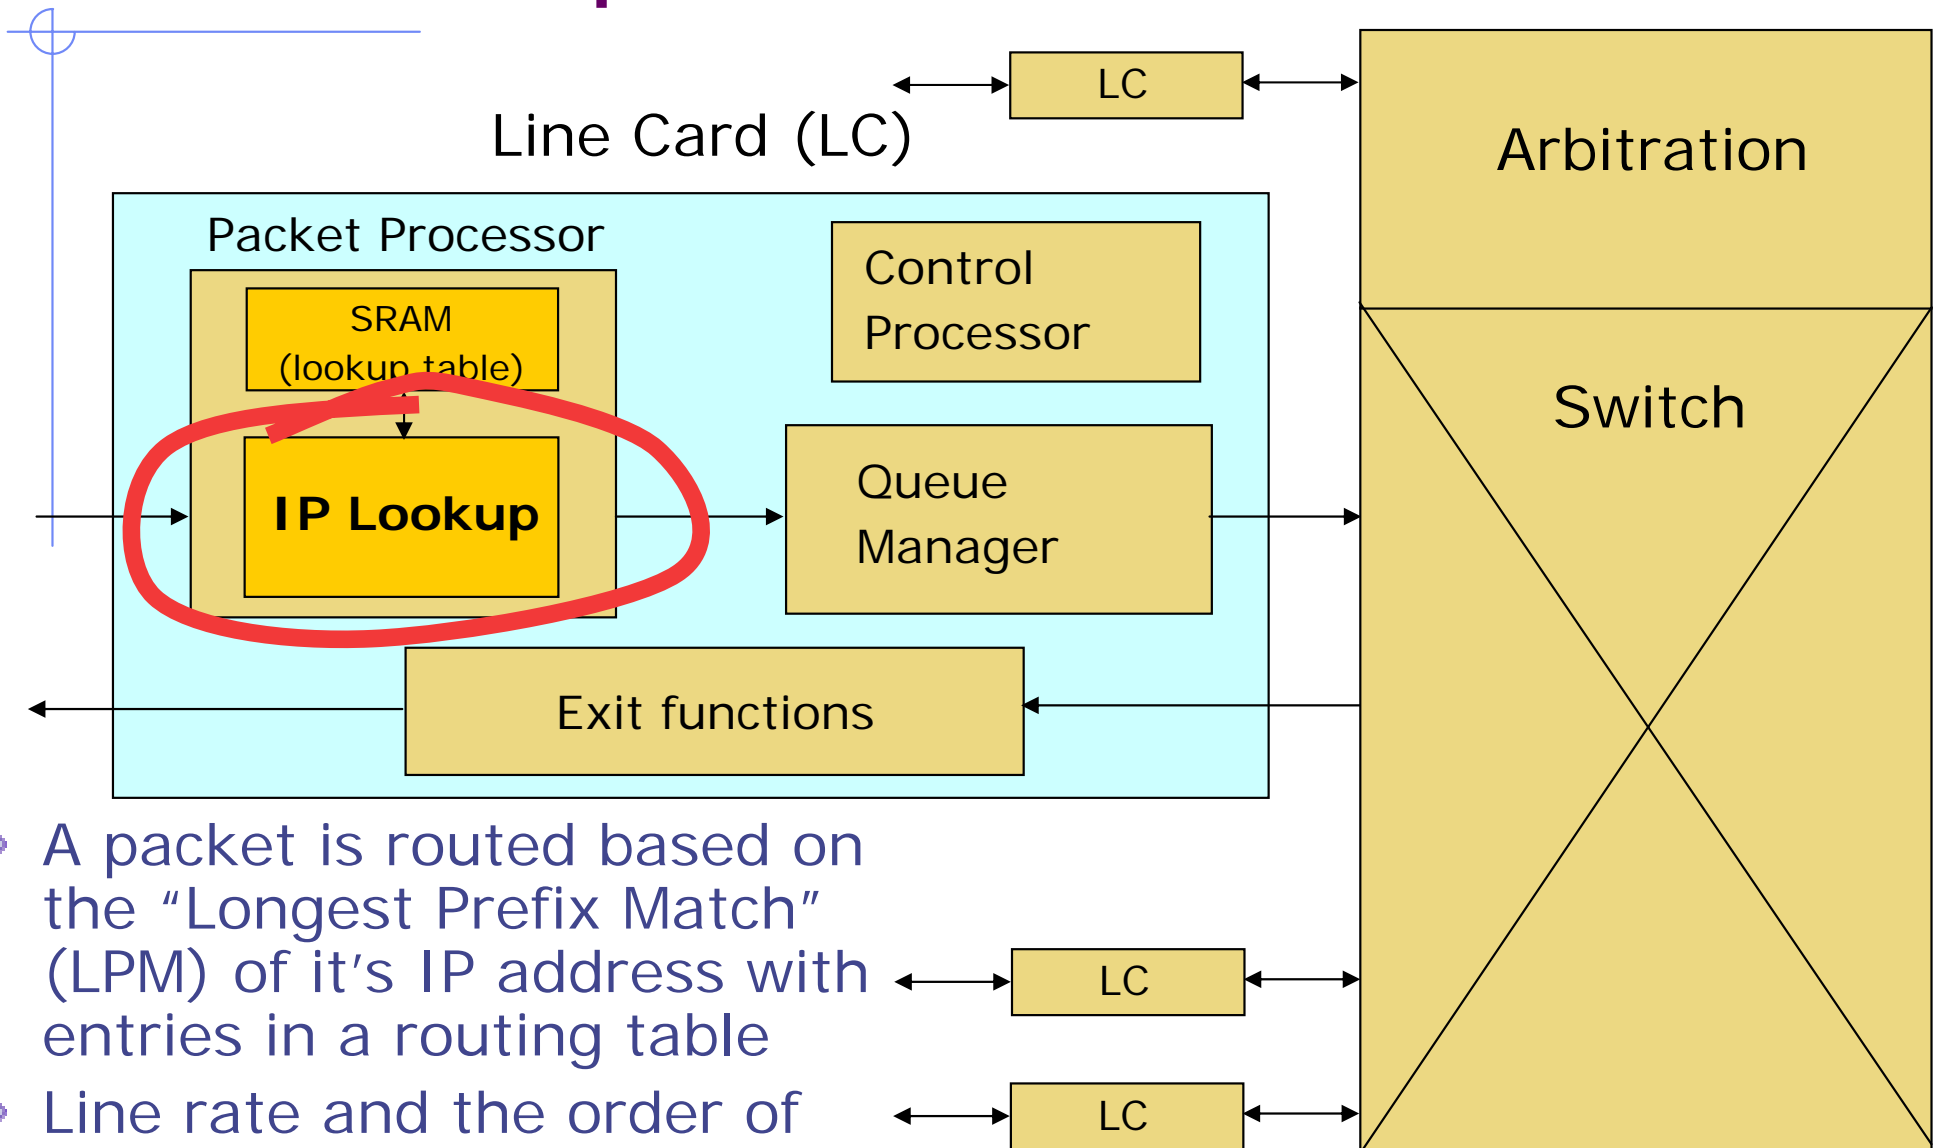 LC
Line Card (LC)
Arbitration
Packet Processor
SRAM
(lookup table)
Control
Processor
Switch
IP Lookup
Queue
Manager
Exit functions
A packet is routed based on
the “Longest Prefix Match”
(LPM) of it’s IP address with
entries in a routing table
LC
Line rate and the order of
LC